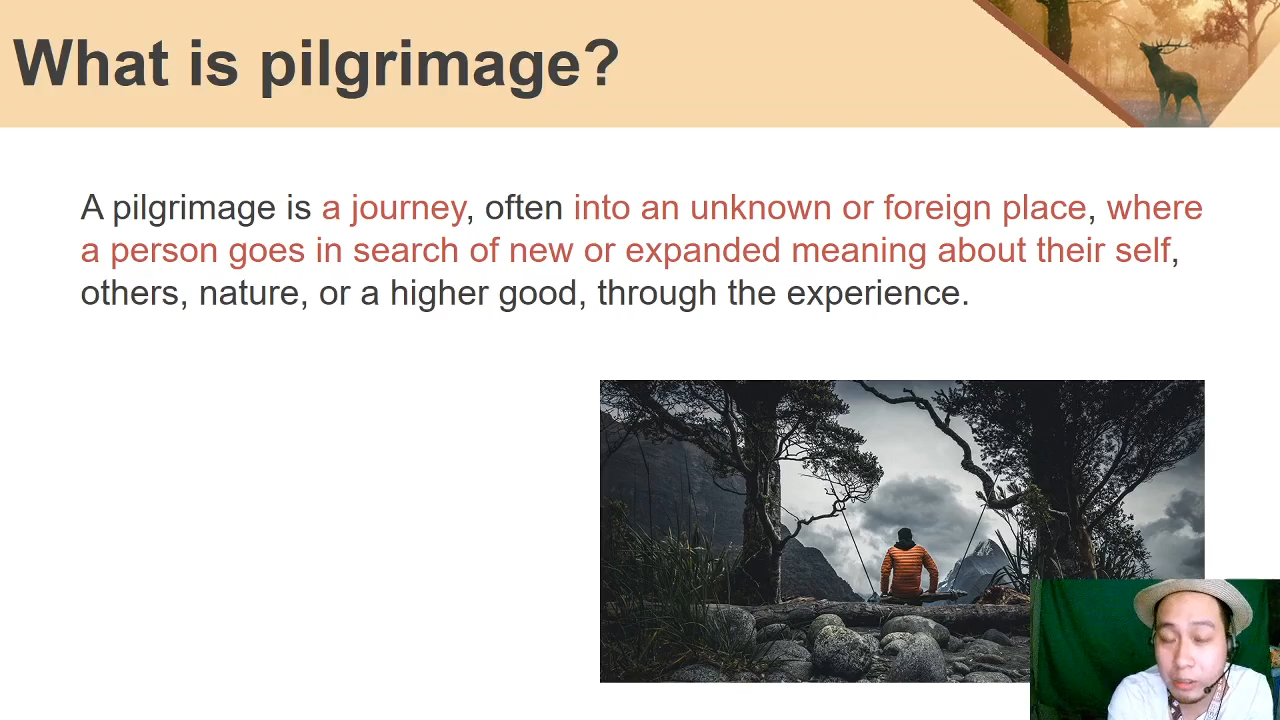 What is pilgrimage?
A pilgrimage is a journey, often into an unknown or foreign place, where
a person goes in search of new or expanded meaning about their self,
others, nature, or a higher good, through the experience.